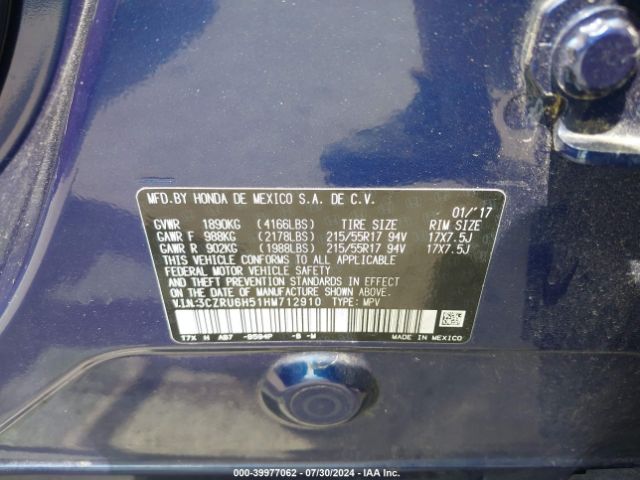 MFD.BY HONDA DE MEXICO S.A. DE C.V.
01/'17
GVWR 1890KG (4166LBS) TIRE SIZE RIM SIZE
GAWR F 988KG (2178LBS) 215/55R17 94V 17X7.5J
GAWR R 902KG (1988LBS) 215/55R17 94V 17X7.5J
THIS VEHICLE CONFORMS TO ALL APPLICABLE
FEDERAL MOTOR VEHICLE SAFETY
AND THEFT PREVENTION STANDARDS IN EFFECT
ON THE DATE OF MANUFACTURE SHOWN ABOVE.
V.I.N:3CZRU6H51HM712910 TYPE: MPV
T7X H AB7 -B594P -B -M MADE IN MEXICO
000-39977062 - 07/30/2024 - IAA Inc.